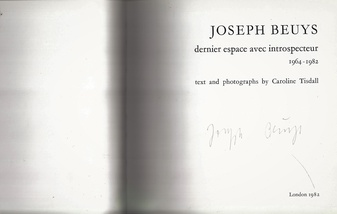 JOSEPH BEUYS
dernier espace avec introspecteur
1964-1982
text and photographs by Caroline Tisdall
Joseph Beuys
London 1982